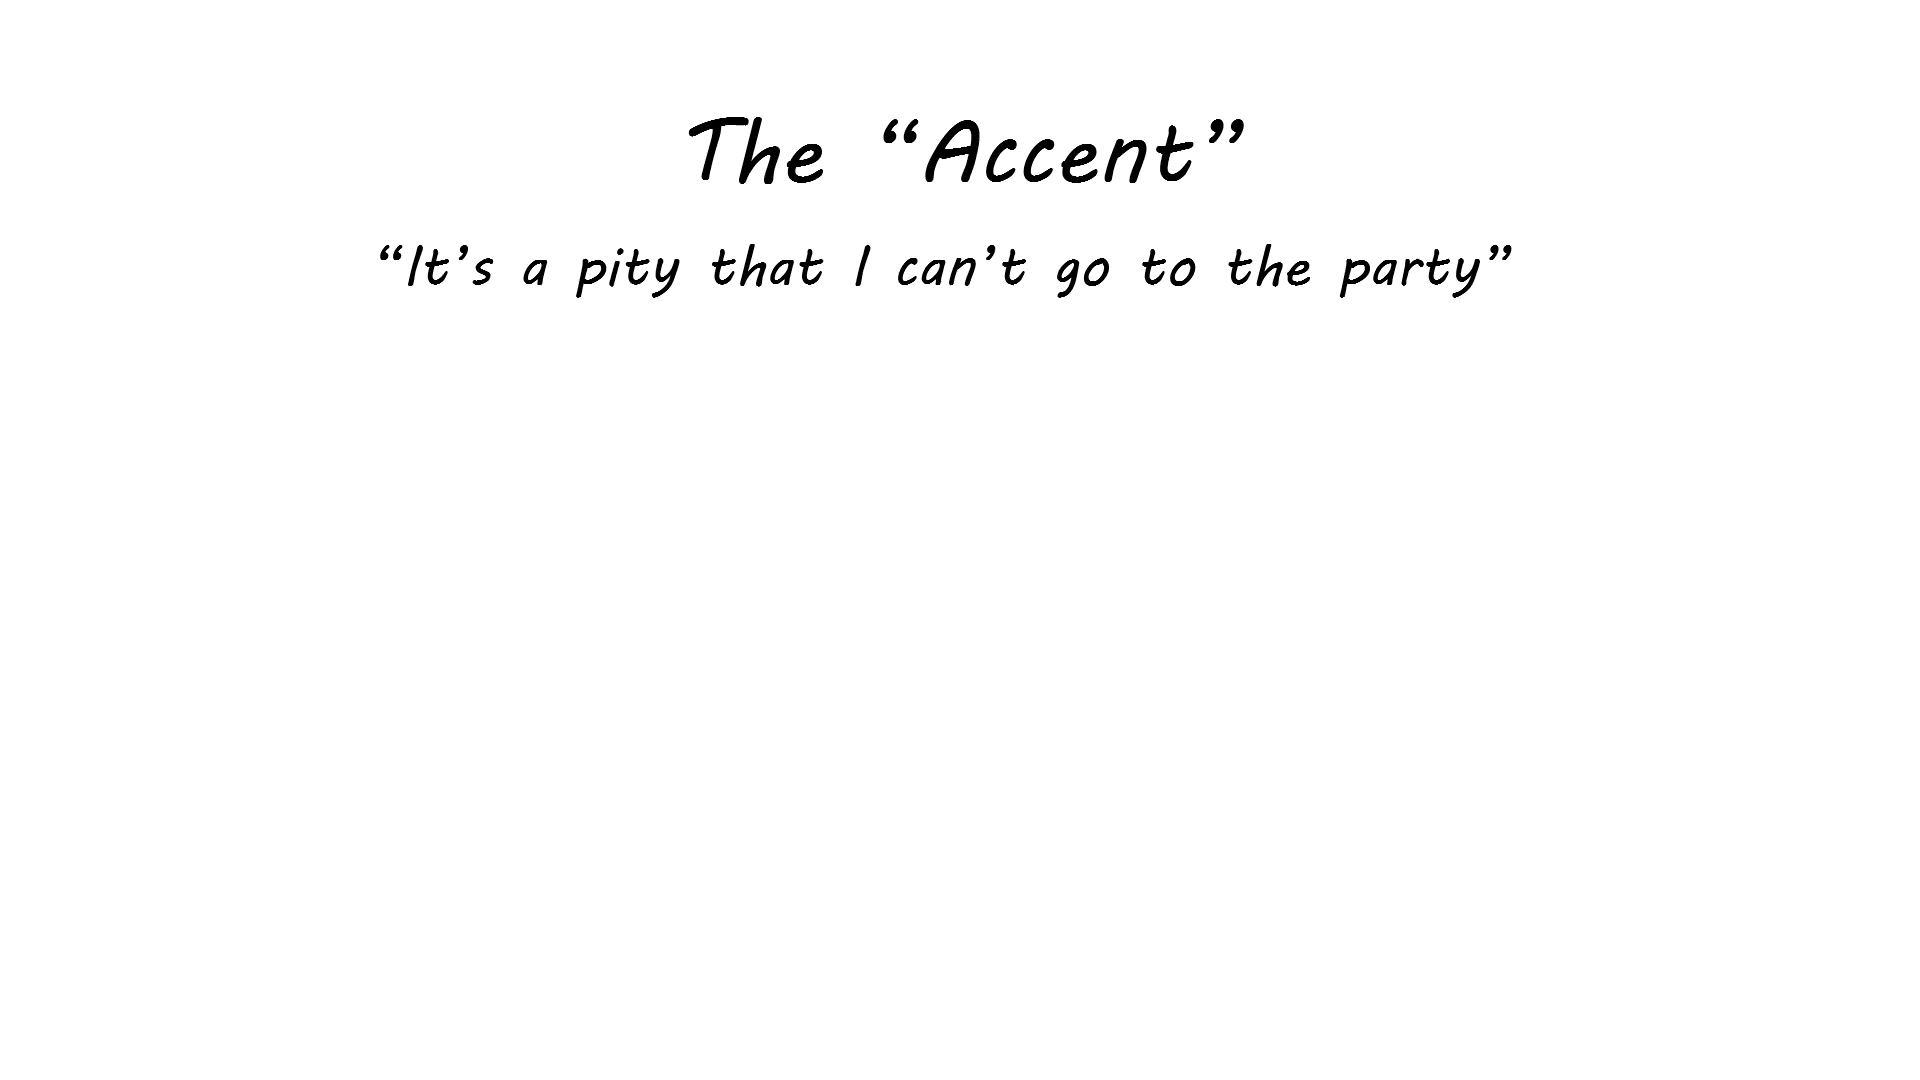 The “Accent”
“It’s a pity that I can’t go to the party”